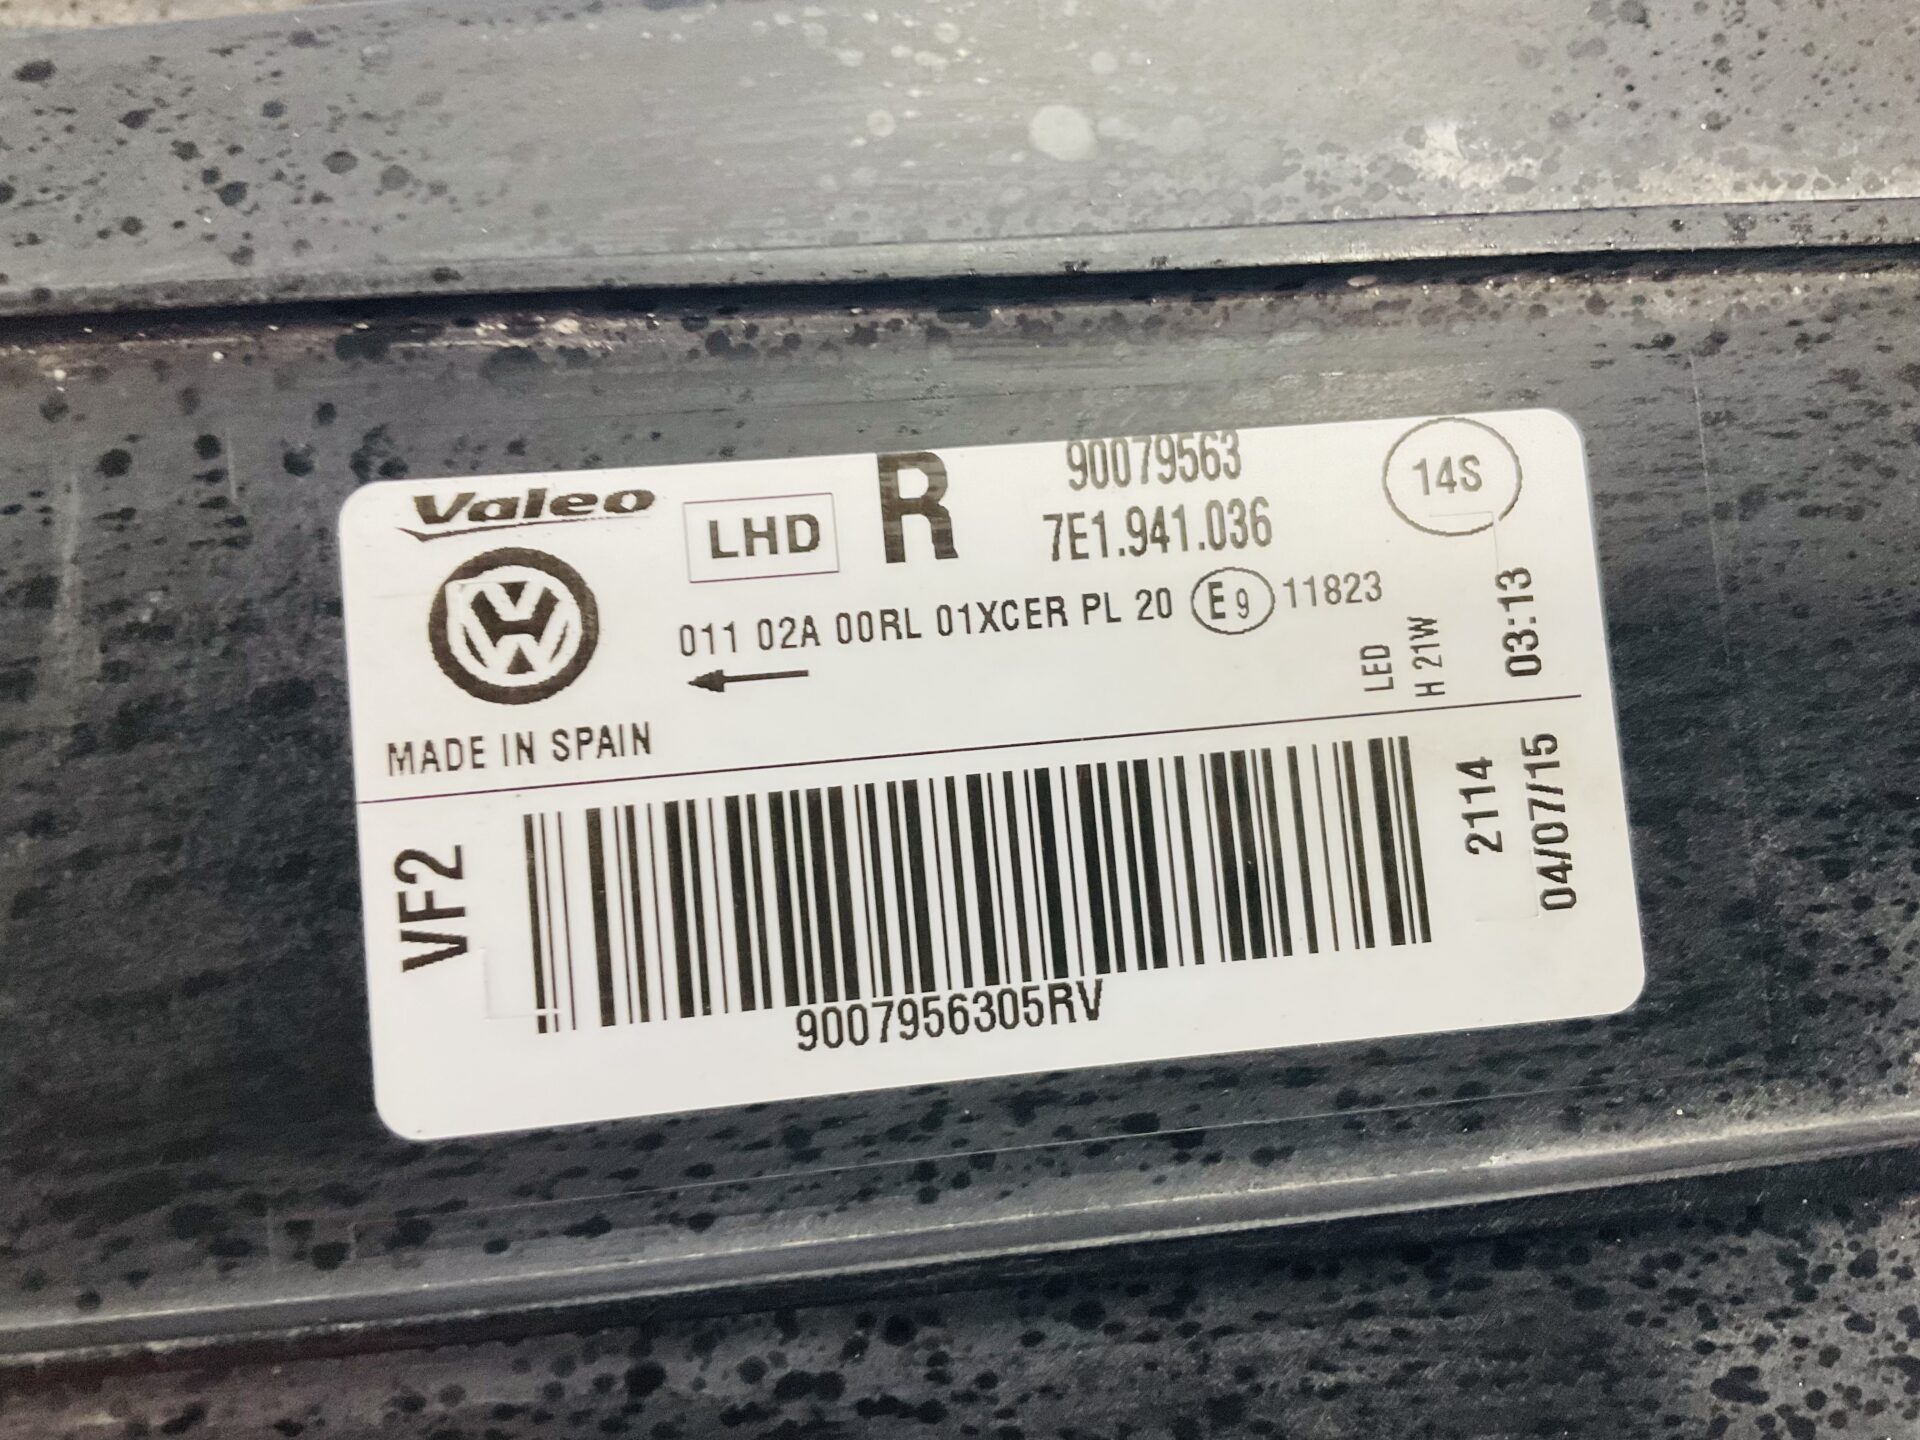 Valeo
LHD
R
90079563
7E1.941.036
14S
011 02A 00RL 01XCER PL 20 E9 11823
LED
H 21W
03:13
MADE IN SPAIN
VF2
2114
04/07/15
9007956305RV